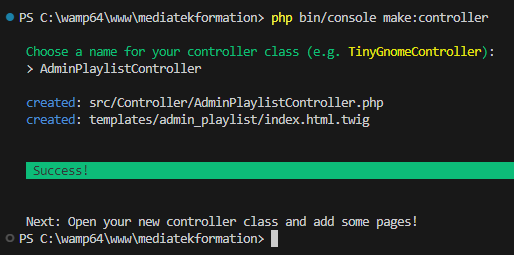 PS C:\wamp64\www\mediatekformation> php bin/console make:controller
Choose a name for your controller class (e.g. TinyGnomeController):
> AdminPlaylistController
created: src/Controller/AdminPlaylistController.php
created: templates/admin_playlist/index.html.twig
Success!
Next: Open your new controller class and add some pages!
PS C:\wamp64\www\mediatekformation>